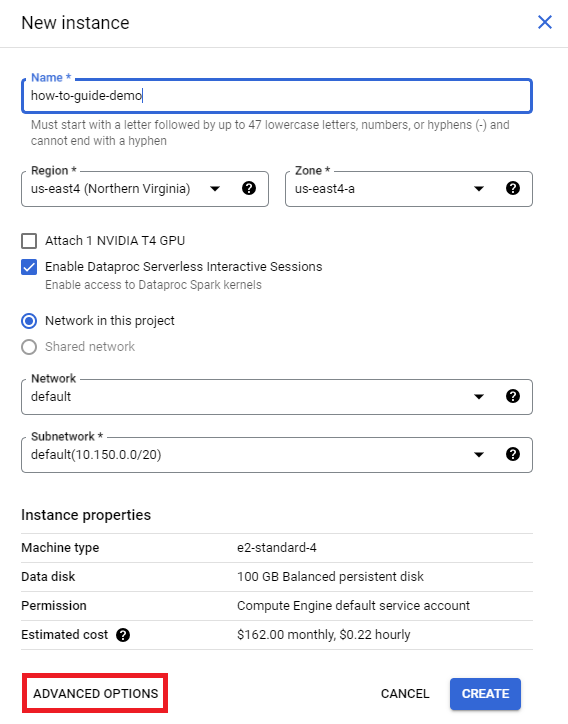 New instance
Name *
how-to-guide-demo
Must start with a letter followed by up to 47 lowercase letters, numbers, or hyphens (-) and
cannot end with a hyphen
Region * Zone *
us-east4 (Northern Virginia) us-east4-a
Attach 1 NVIDIA T4 GPU
Enable Dataproc Serverless Interactive Sessions
Enable access to Dataproc Spark kernels
Network in this project
Shared network
Network
default
Subnetwork *
default(10.150.0.0/20)
Instance properties
Machine type e2-standard-4
Data disk 100 GB Balanced persistent disk
Permission Compute Engine default service account
Estimated cost $162.00 monthly, $0.22 hourly
ADVANCED OPTIONS CANCEL CREATE